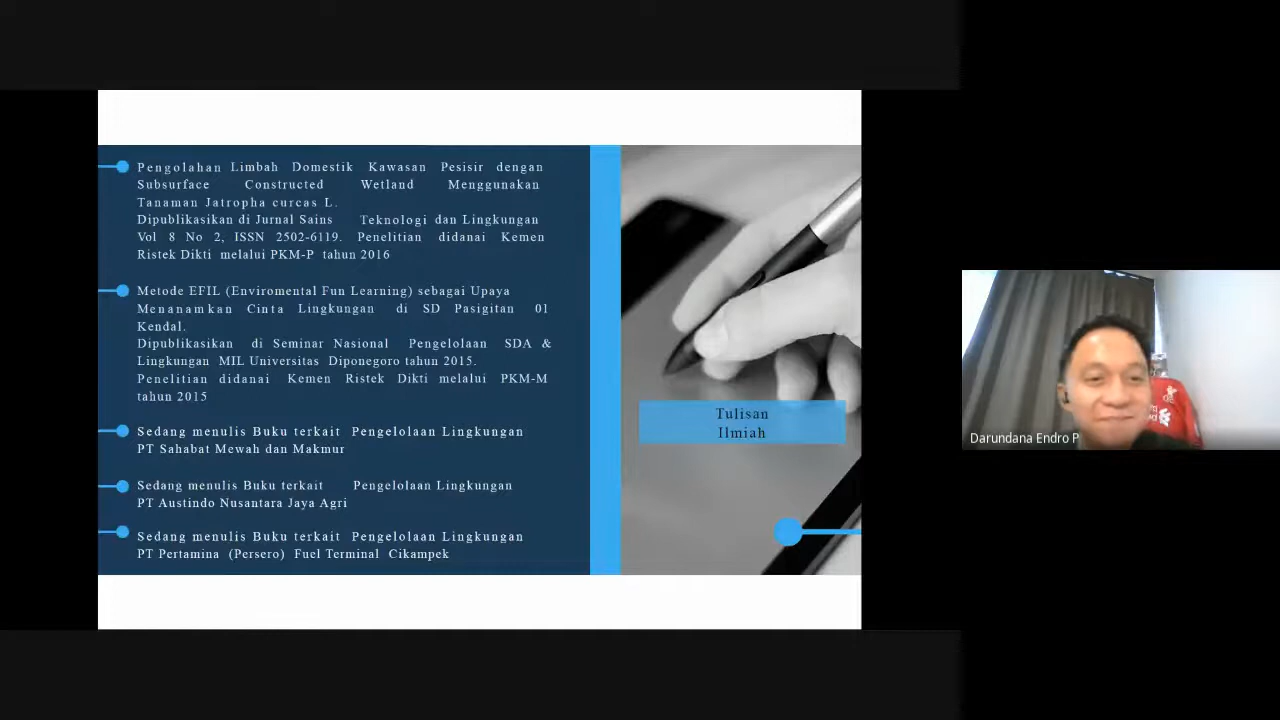 Pengolahan Limbah Domestik Kawasan Pesisir dengan
Subsurface Constructed Wetland Menggunakan
Tanaman Jatropha curcas L.
Dipublikasikan di Jurnal Sains Teknologi dan Lingkungan
Vol 8 No 2, ISSN 2502-6119. Penelitian didanai Kemen
Ristek Dikti melalui PKM-P tahun 2016
Metode EFIL (Enviromental Fun Learning) sebagai Upaya
Menanamkan Cinta Lingkungan di SD Pasigitan 01
Kendal.
Dipublikasikan di Seminar Nasional Pengelolaan SDA &
Lingkungan MIL Universitas Diponegoro tahun 2015.
Penelitian didanai Kemen Ristek Dikti melalui PKM-M
tahun 2015
Sedang menulis Buku terkait Pengelolaan Lingkungan
PT Sahabat Mewah dan Makmur
Sedang menulis Buku terkait Pengelolaan Lingkungan
PT Austindo Nusantara Jaya Agri
Sedang menulis Buku terkait Pengelolaan Lingkungan
PT Pertamina (Persero) Fuel Terminal Cikampek
Tulisan
Ilmiah
Darundana Endro P